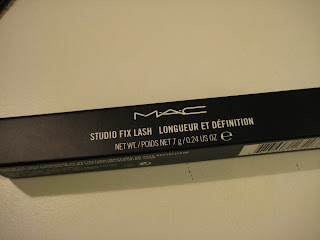 MAC
STUDIO FIX LASH LONGUEUR ET DÉFINITION
NET WT./POIDS NET 7 g/0.24 US OZ ℮